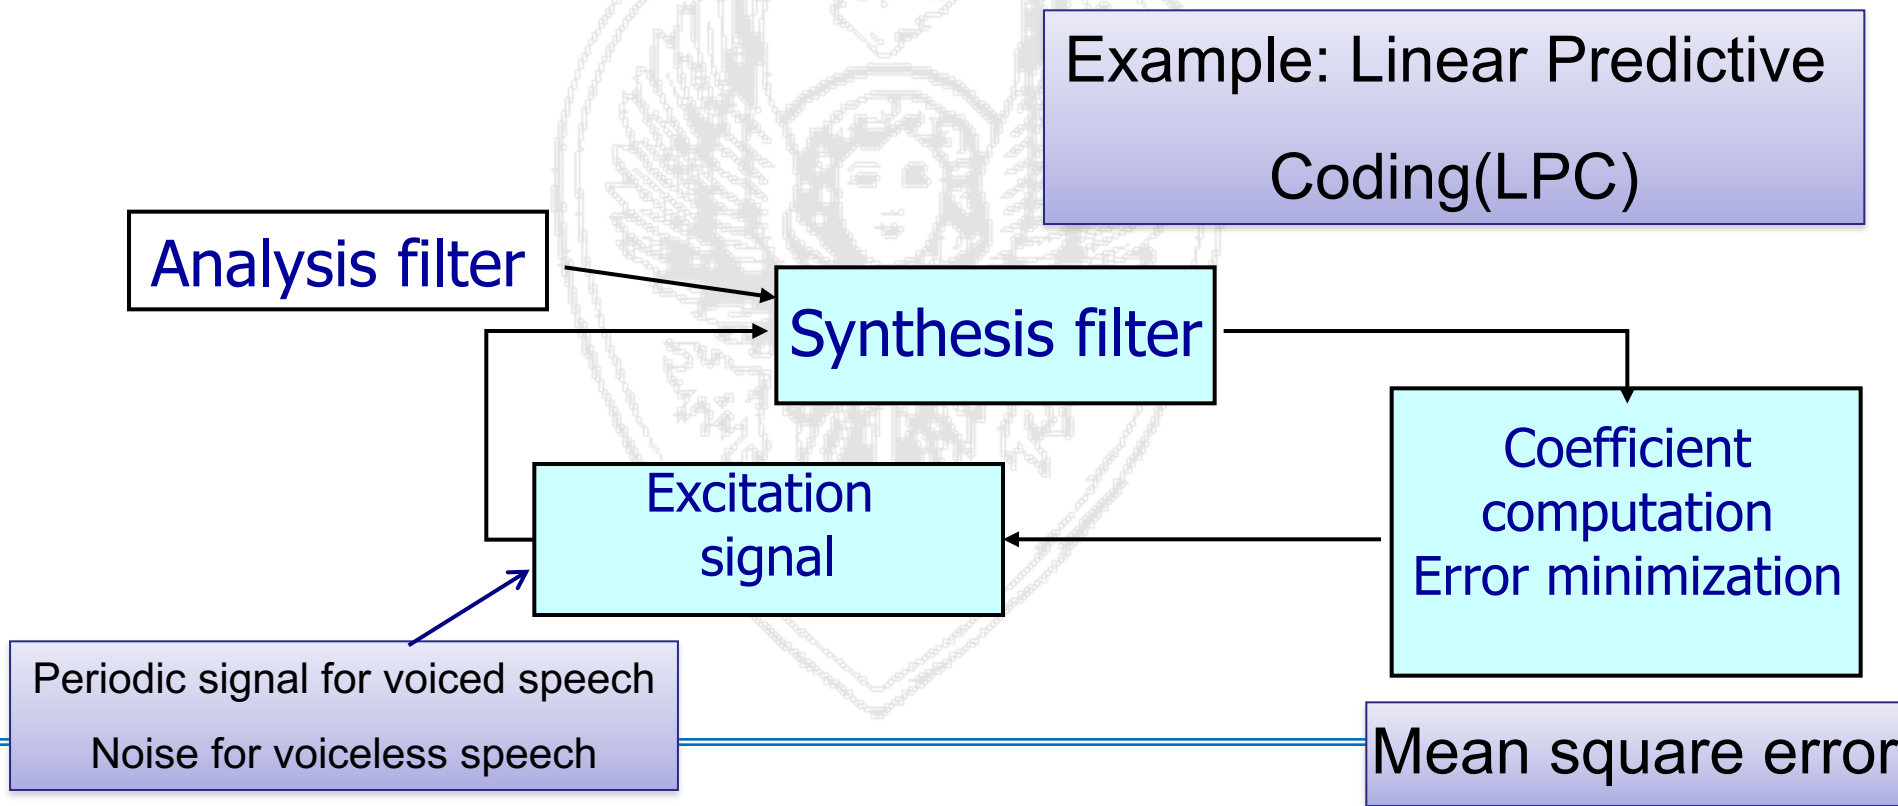 Example: Linear Predictive
Coding(LPC)
Analysis filter
Synthesis filter
Coefficient
computation
Error minimization
Excitation
signal
Periodic signal for voiced speech
Noise for voiceless speech
Mean square error